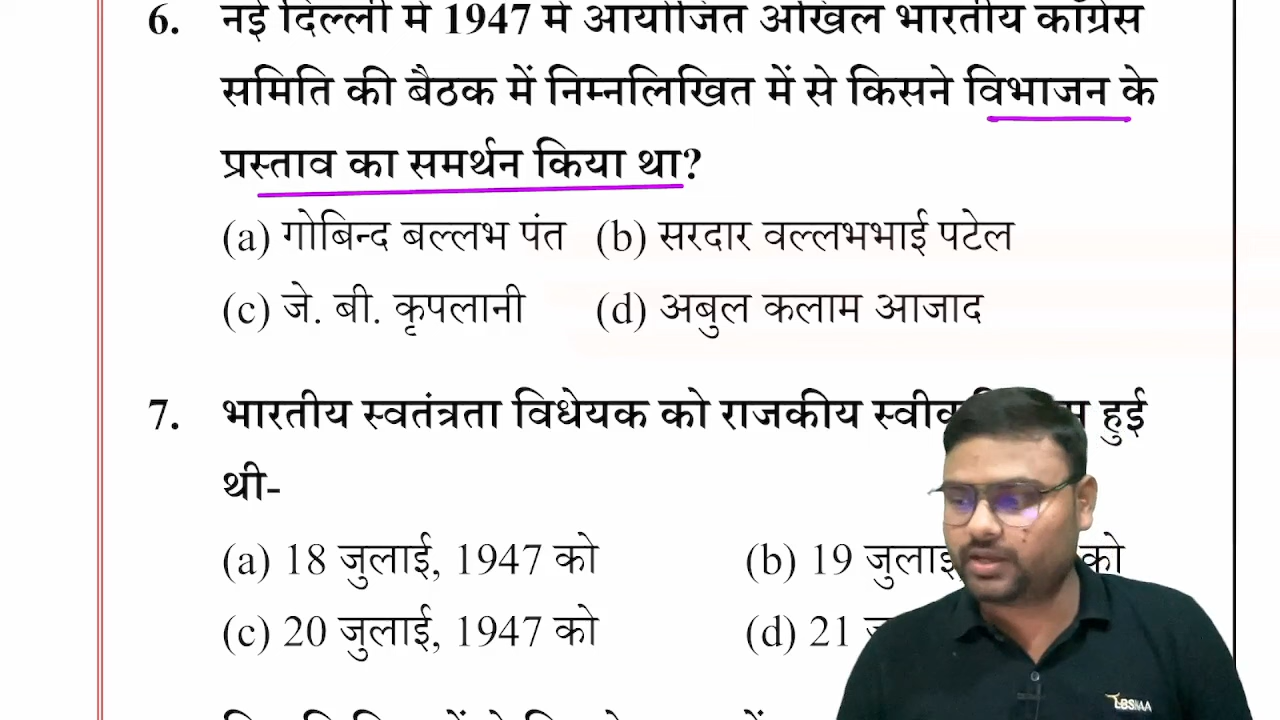 6. नई दिल्ली में 1947 में आयोजित अखिल भारतीय काँग्रेस
समिति की बैठक में निम्नलिखित में से किसने विभाजन के
प्रस्ताव का समर्थन किया था?
(a) गोबिन्द बल्लभ पंत (b) सरदार वल्लभभाई पटेल
(c) जे. बी. कृपलानी (d) अबुल कलाम आजाद
7. भारतीय स्वतंत्रता विधेयक को राजकीय हुई
थी-
(a) 18 जुलाई, 1947 को (b) 19 को
(c) 20 जुलाई, 1947 को (d) 21